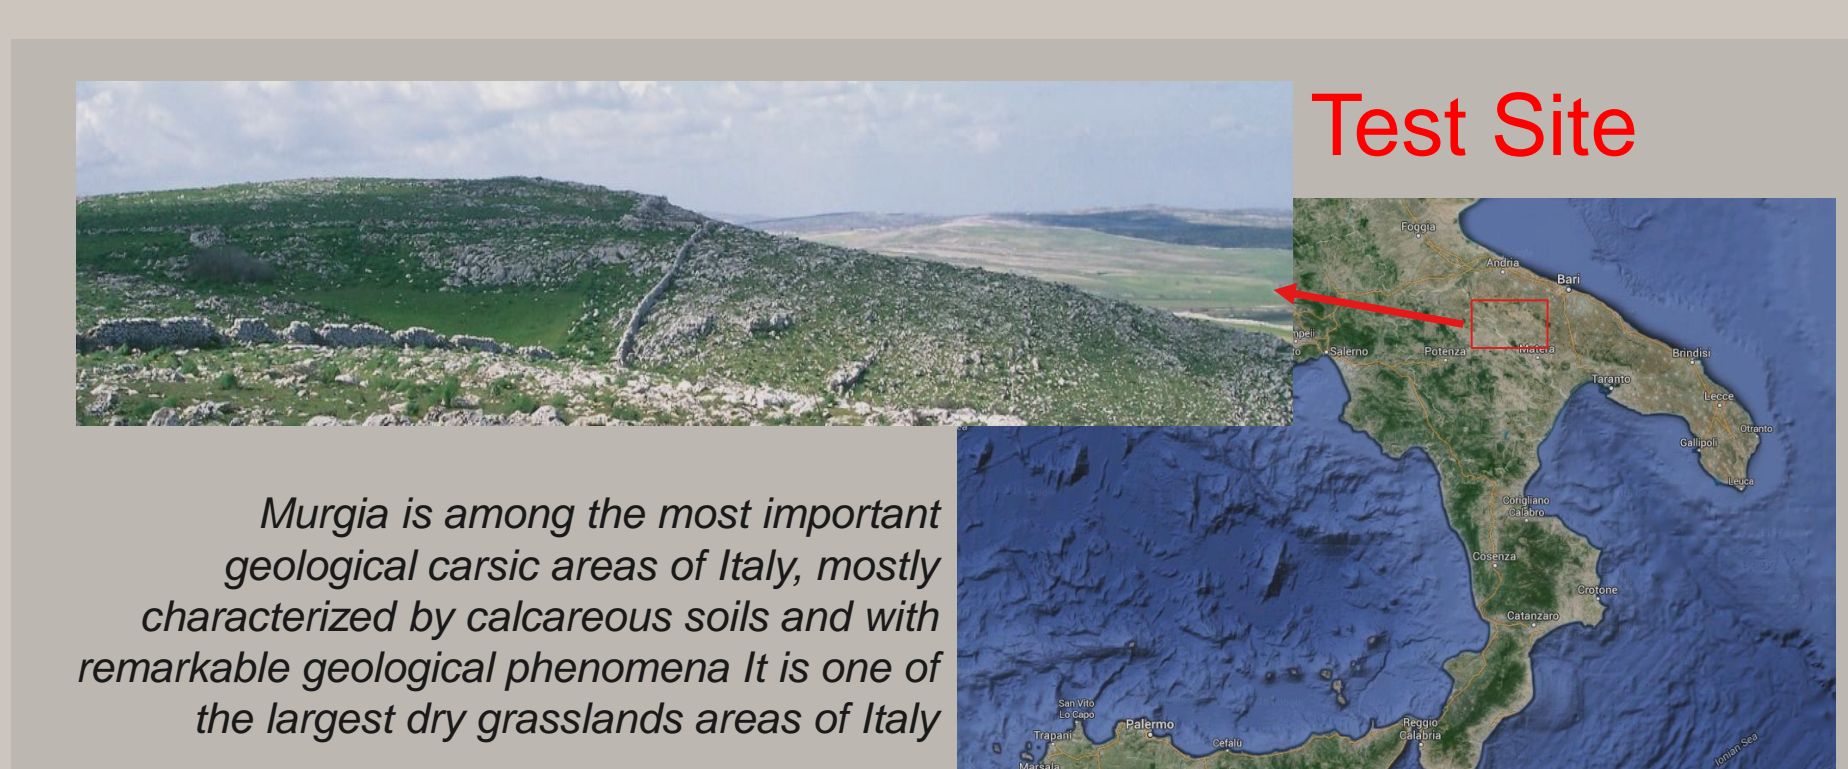 Test Site
Foggia
Andria
Bari
Salerno
Potenza
Matera
Brindisi
Taranto
Lecce
Gallipoli
Otranto
Leuca
Corigliano
Calabro
Cosenza
Crotone
Catanzaro
San Vito
Lo Capo
Trapani
Palermo
Cefalù
Reggio
Calabria
Marsala
Ionian Sea
Murgia is among the most important
geological carsic areas of Italy, mostly
characterized by calcareous soils and with
remarkable geological phenomena It is one of
the largest dry grasslands areas of Italy